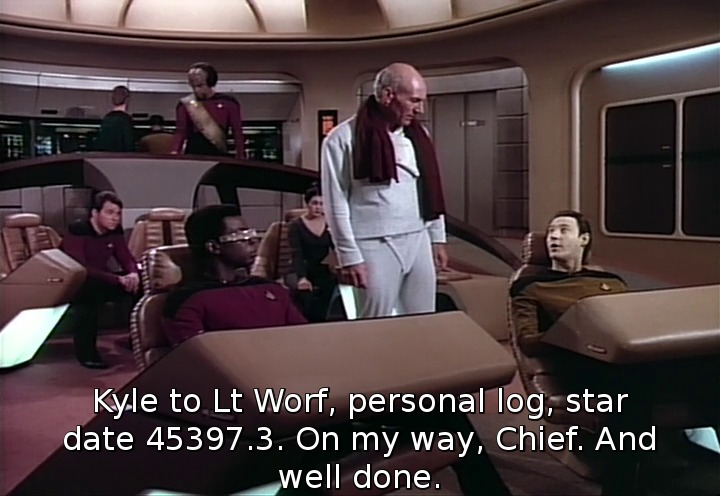 Kyle to Lt Worf, personal log, star
date 45397.3. On my way, Chief. And
well done.